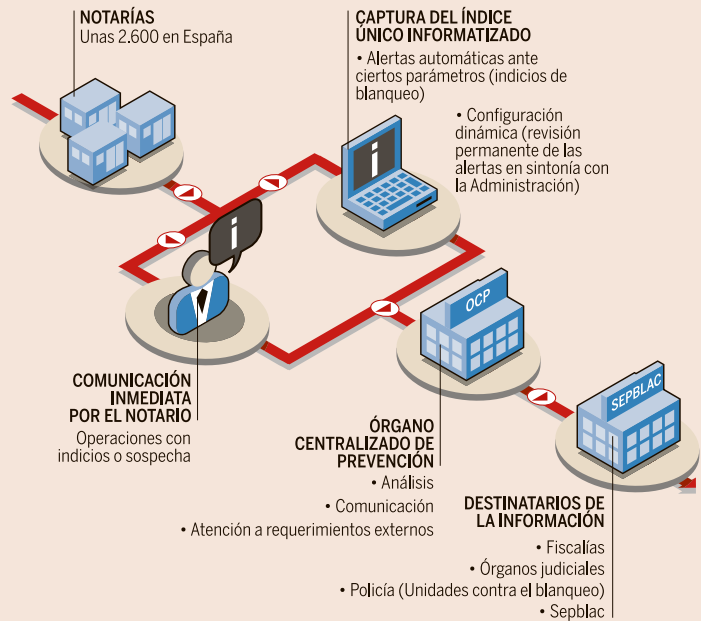 NOTARÍAS
Unas 2.600 en España
CAPTURA DEL ÍNDICE
ÚNICO INFORMATIZADO
• Alertas automáticas ante
ciertos parámetros (indicios de
blanqueo)
• Configuración
dinámica (revisión
permanente de las
alertas en sintonía con
la Administración)
i
i
COMUNICACIÓN
INMEDIATA
POR EL NOTARIO
Operaciones con
indicios o sospecha
OCP
ÓRGANO
CENTRALIZADO DE
PREVENCIÓN
• Análisis
• Comunicación
• Atención a requerimientos externos
SEPBLAC
DESTINATARIOS DE
LA INFORMACIÓN
• Fiscalías
• Órganos judiciales
• Policía (Unidades contra el blanqueo)
• Sepblac